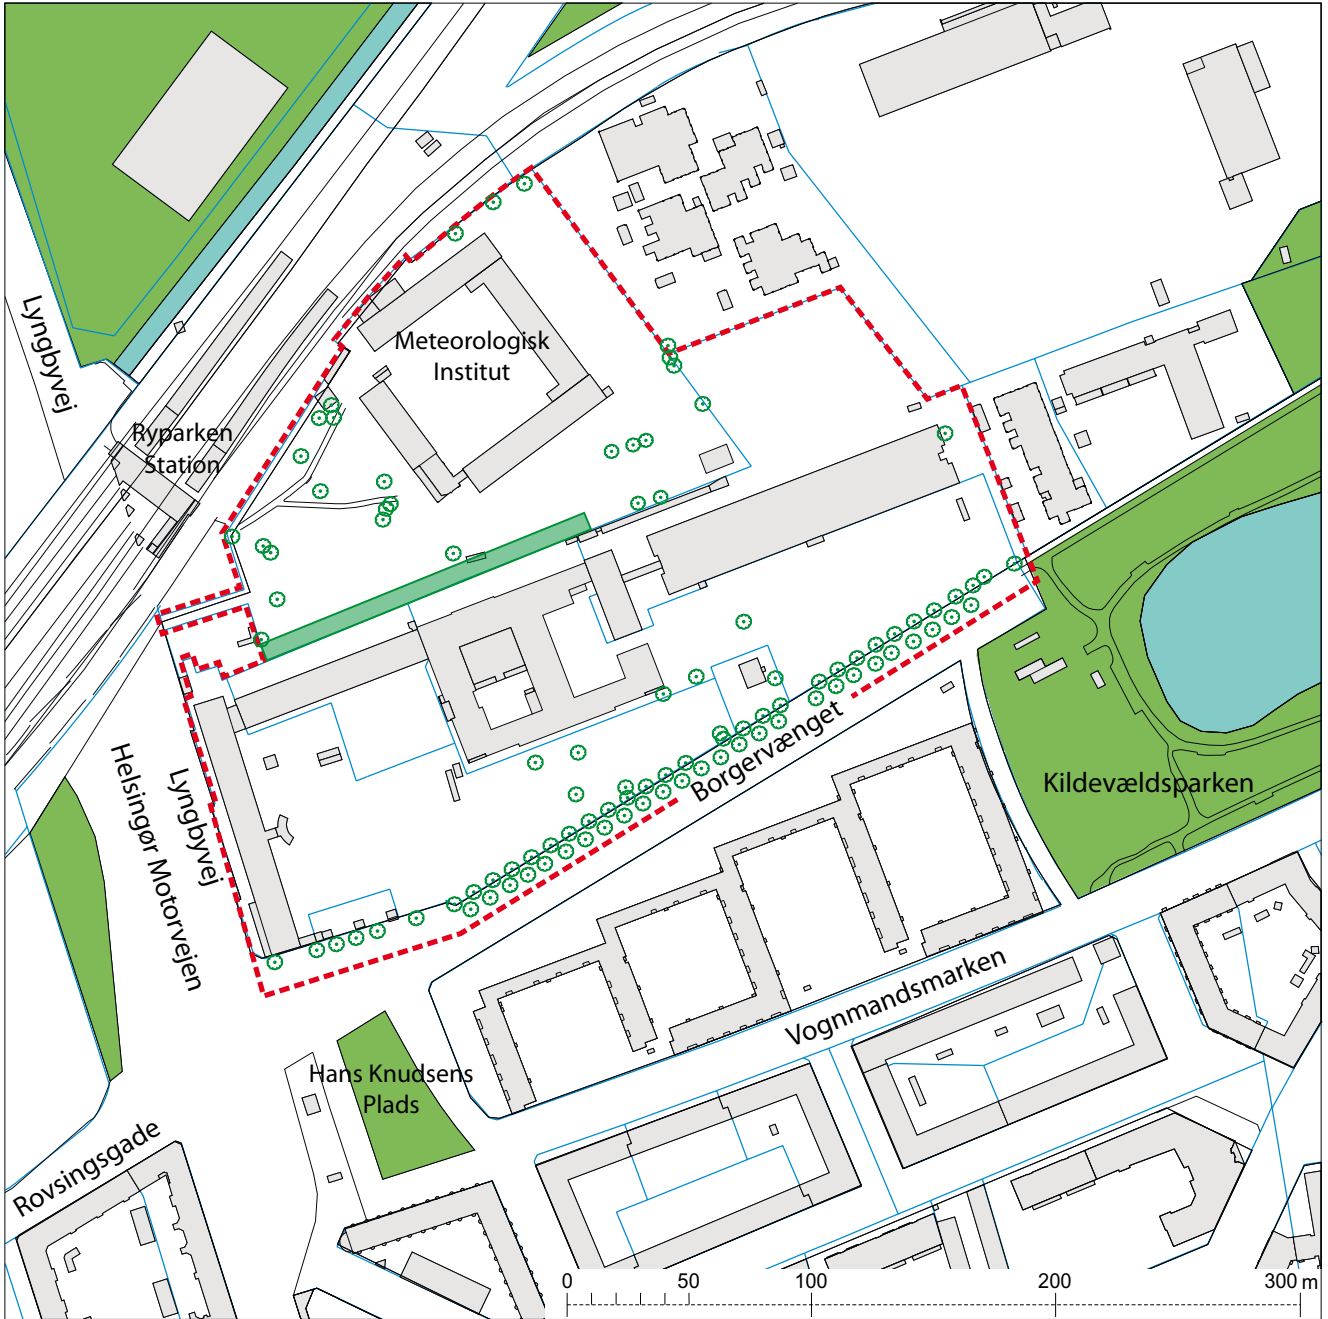 Lyngbyvej
Meteorologisk
Institut
Ryparken
Station
Lyngbyvej
Helsingør Motorvejen
Borgervænget
Kildevældsparken
Vognmandsmarken
Hans Knudsens
Plads
Rovsingsgade
0 50 100 200 300 m